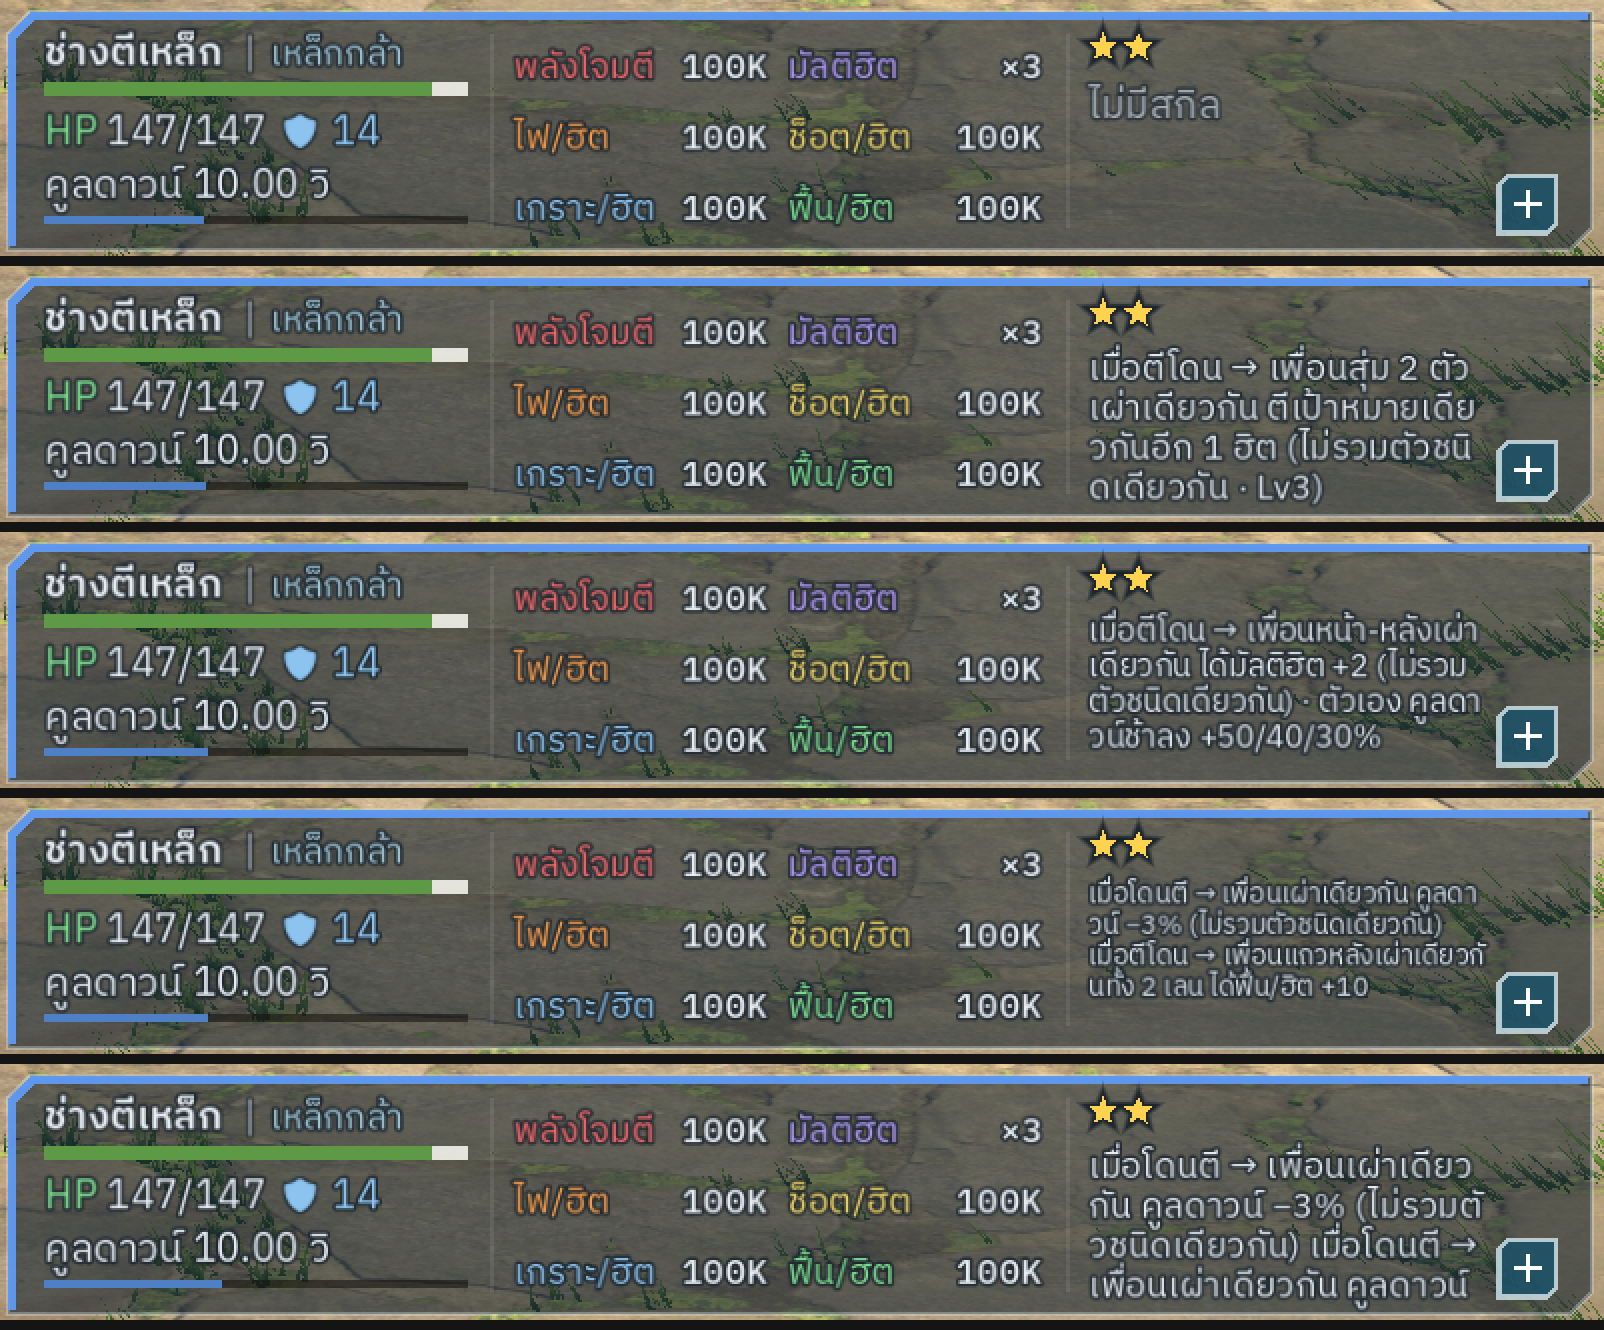 ช่างตีเหล็ก | เหล็กกล้า
HP 147/147 14
คูลดาวน์ 10.00 วิ
พลังโจมตี 100K มัลติฮิต ×3
ไฟ/ฮิต 100K ช็อต/ฮิต 100K
เกราะ/ฮิต 100K ฟื้น/ฮิต 100K
ไม่มีสกิล
+
ช่างตีเหล็ก | เหล็กกล้า
HP 147/147 14
คูลดาวน์ 10.00 วิ
พลังโจมตี 100K มัลติฮิต ×3
ไฟ/ฮิต 100K ช็อต/ฮิต 100K
เกราะ/ฮิต 100K ฟื้น/ฮิต 100K
เมื่อตีโดน → เพื่อนสุ่ม 2 ตัว
เผ่าเดียวกัน ตีเป้าหมายเดีย
วกันอีก 1 ฮิต (ไม่รวมตัวชนิ
ดเดียวกัน · Lv3)
+
ช่างตีเหล็ก | เหล็กกล้า
HP 147/147 14
คูลดาวน์ 10.00 วิ
พลังโจมตี 100K มัลติฮิต ×3
ไฟ/ฮิต 100K ช็อต/ฮิต 100K
เกราะ/ฮิต 100K ฟื้น/ฮิต 100K
เมื่อตีโดน → เพื่อนหน้า-หลังเผ่า
เดียวกัน ได้มัลติฮิต +2 (ไม่รวม
ตัวชนิดเดียวกัน) · ตัวเอง คูลดา
วน์ช้าลง +50/40/30%
+
ช่างตีเหล็ก | เหล็กกล้า
HP 147/147 14
คูลดาวน์ 10.00 วิ
พลังโจมตี 100K มัลติฮิต ×3
ไฟ/ฮิต 100K ช็อต/ฮิต 100K
เกราะ/ฮิต 100K ฟื้น/ฮิต 100K
เมื่อโดนตี → เพื่อนเผ่าเดียวกัน คูลดา
วน์ −3% (ไม่รวมตัวชนิดเดียวกัน)
เมื่อตีโดน → เพื่อนแถวหลังเผ่าเดียวกั
นทั้ง 2 เลน ได้ฟื้น/ฮิต +10
+
ช่างตีเหล็ก | เหล็กกล้า
HP 147/147 14
คูลดาวน์ 10.00 วิ
พลังโจมตี 100K มัลติฮิต ×3
ไฟ/ฮิต 100K ช็อต/ฮิต 100K
เกราะ/ฮิต 100K ฟื้น/ฮิต 100K
เมื่อโดนตี → เพื่อนเผ่าเดียว
กัน คูลดาวน์ −3% (ไม่รวมตั
วชนิดเดียวกัน) เมื่อโดนตี →
เพื่อนเผ่าเดียวกัน คูลดาวน์
+